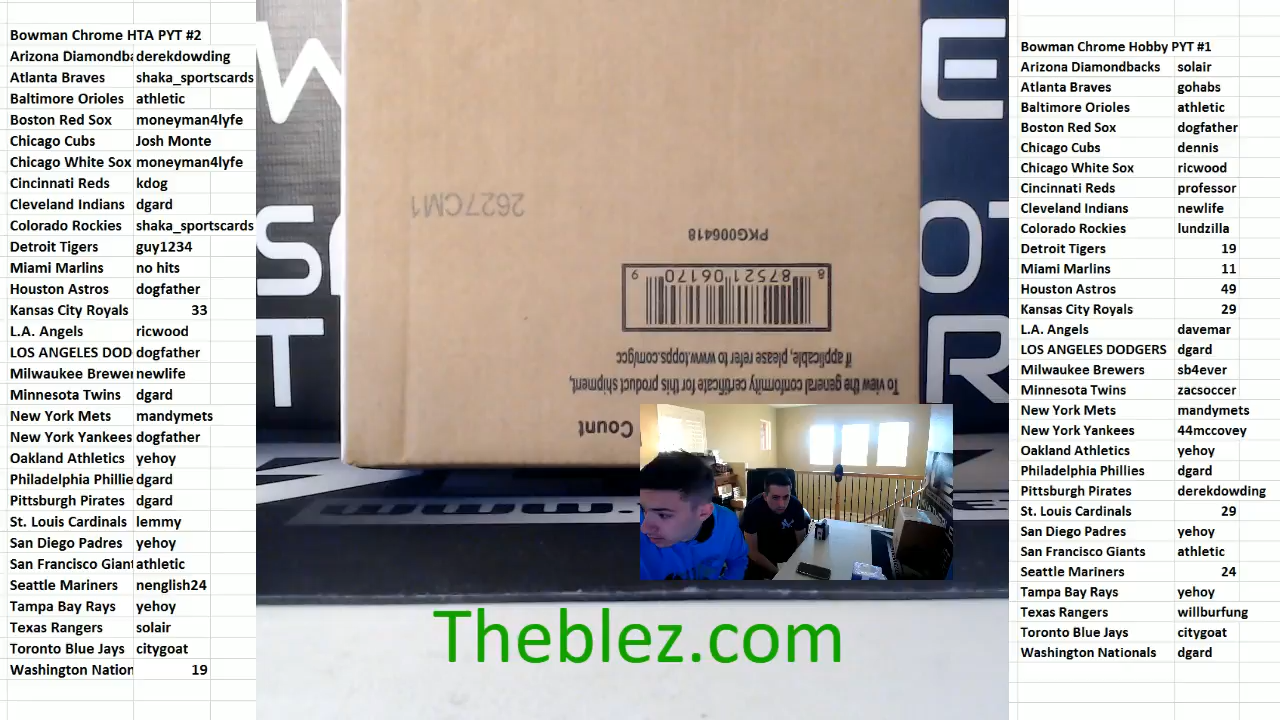 Bowman Chrome HTA PYT #2
Arizona Diamondba derekdowding
Atlanta Braves shaka_sportscards
Baltimore Orioles athletic
Boston Red Sox moneyman4lyfe
Chicago Cubs Josh Monte
Chicago White Sox moneyman4lyfe
Cincinnati Reds kdog
Cleveland Indians dgard
Colorado Rockies shaka_sportscards
Detroit Tigers guy1234
Miami Marlins no hits
Houston Astros dogfather
Kansas City Royals 33
L.A. Angels ricwood
LOS ANGELES DOD dogfather
Milwaukee Brewer newlife
Minnesota Twins dgard
New York Mets mandymets
New York Yankees dogfather
Oakland Athletics yehoy
Philadelphia Phillie dgard
Pittsburgh Pirates dgard
St. Louis Cardinals lemmy
San Diego Padres yehoy
San Francisco Giant athletic
Seattle Mariners nenglish24
Tampa Bay Rays yehoy
Texas Rangers solair
Toronto Blue Jays citygoat
Washington Nation 19
2627CM1
PKG006418
8 87521 06170 9
if applicable, please refer to www.topps.com/gcc
To view the general conformity certificate for this product shipment,
Count
Theblez.com
Bowman Chrome Hobby PYT #1
Arizona Diamondbacks solair
Atlanta Braves gohabs
Baltimore Orioles athletic
Boston Red Sox dogfather
Chicago Cubs dennis
Chicago White Sox ricwood
Cincinnati Reds professor
Cleveland Indians newlife
Colorado Rockies lundzilla
Detroit Tigers 19
Miami Marlins 11
Houston Astros 49
Kansas City Royals 29
L.A. Angels davemar
LOS ANGELES DODGERS dgard
Milwaukee Brewers sb4ever
Minnesota Twins zacsoccer
New York Mets mandymets
New York Yankees 44mccovey
Oakland Athletics yehoy
Philadelphia Phillies dgard
Pittsburgh Pirates derekdowding
St. Louis Cardinals 29
San Diego Padres yehoy
San Francisco Giants athletic
Seattle Mariners 24
Tampa Bay Rays yehoy
Texas Rangers willburfung
Toronto Blue Jays citygoat
Washington Nationals dgard